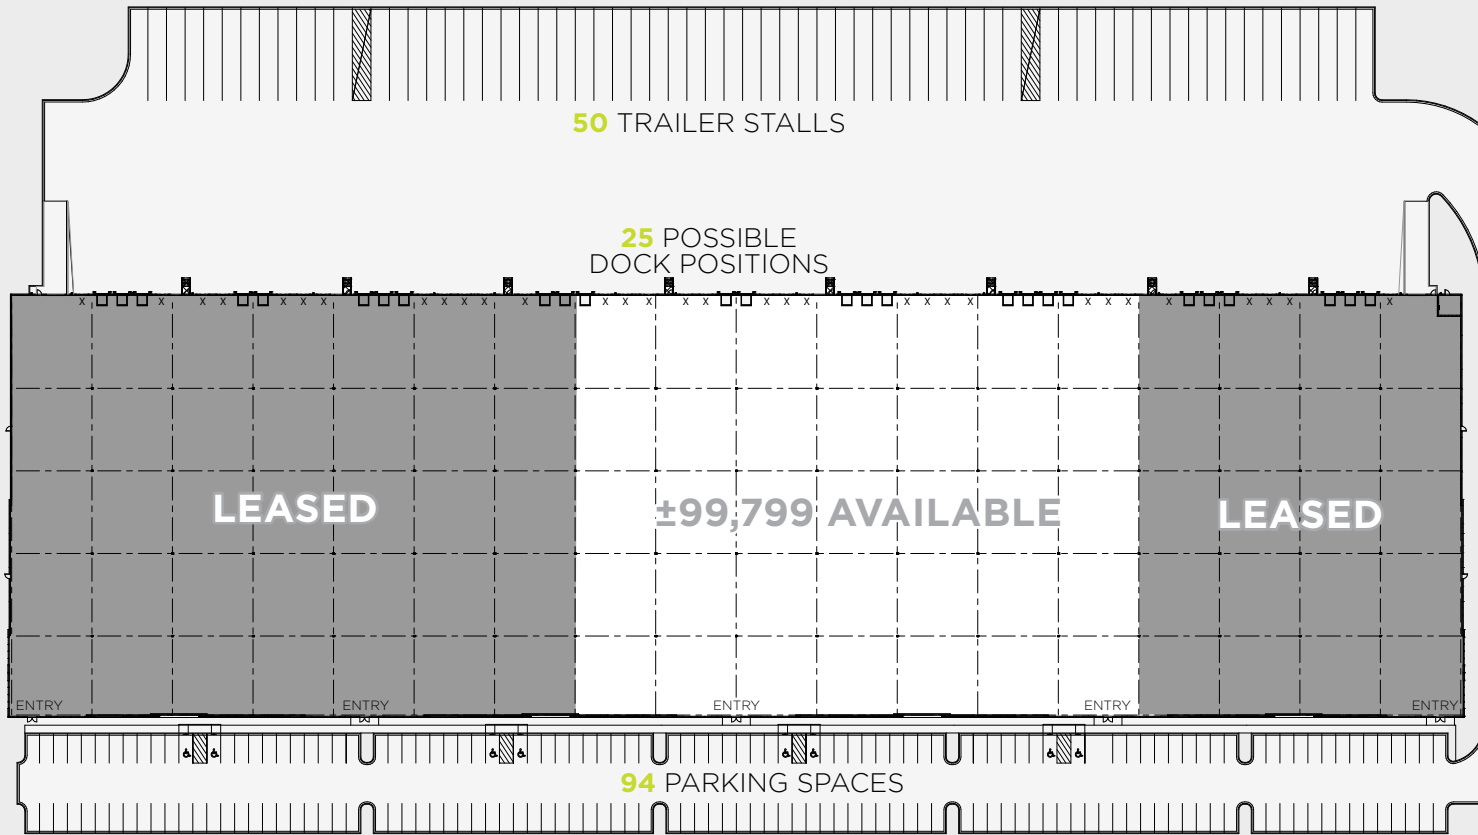 50 TRAILER STALLS
25 POSSIBLE
DOCK POSITIONS
X X X X X X X X X X X X X X X X X X X X X X X X X X X X X X X X X
LEASED
±99,799 AVAILABLE
LEASED
ENTRY
ENTRY
ENTRY
ENTRY
ENTRY
94 PARKING SPACES